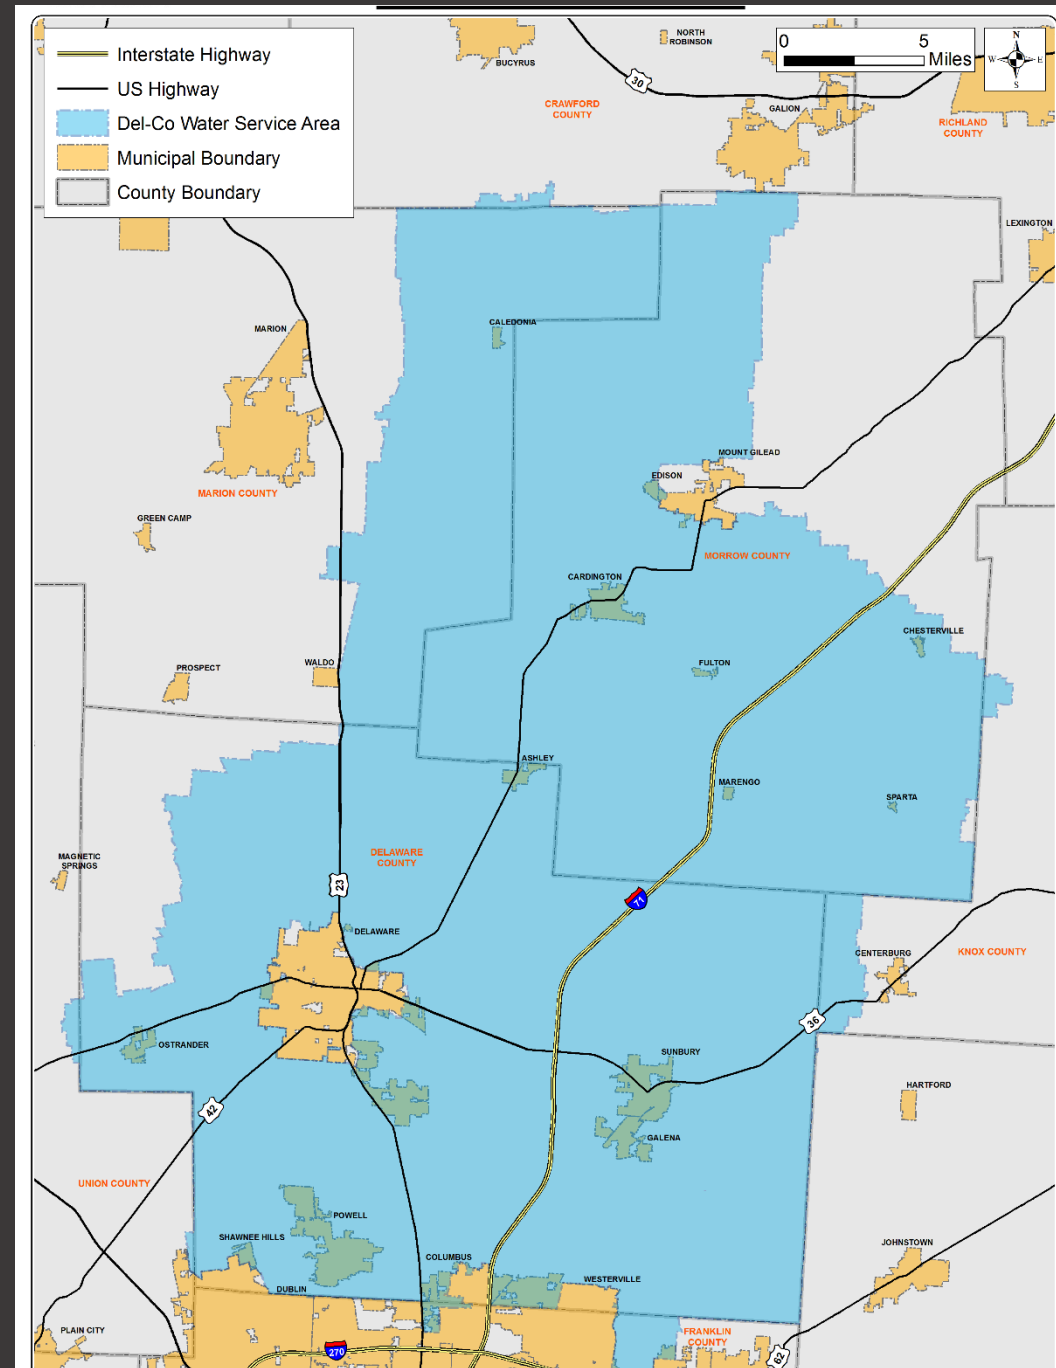 NORTH
ROBINSON
BUCYRUS
0 5
Miles
N
W E
S
Interstate Highway
US Highway
Del-Co Water Service Area
Municipal Boundary
County Boundary
30
CRAWFORD
COUNTY
GALION
RICHLAND
COUNTY
LEXINGTON
CALEDONIA
MARION
MOUNT GILEAD
EDISON
MARION COUNTY
GREEN CAMP
MORROW COUNTY
CARDINGTON
CHESTERVILLE
WALDO
FULTON
PROSPECT
ASHLEY
MARENGO
SPARTA
DELAWARE
COUNTY
MAGNETIC
SPRINGS
23
71
DELAWARE
CENTERBURG
KNOX COUNTY
36
OSTRANDER
SUNBURY
HARTFORD
42
GALENA
UNION COUNTY
POWELL
SHAWNEE HILLS
COLUMBUS
JOHNSTOWN
WESTERVILLE
DUBLIN
PLAIN CITY
FRANKLIN
COUNTY
270
62